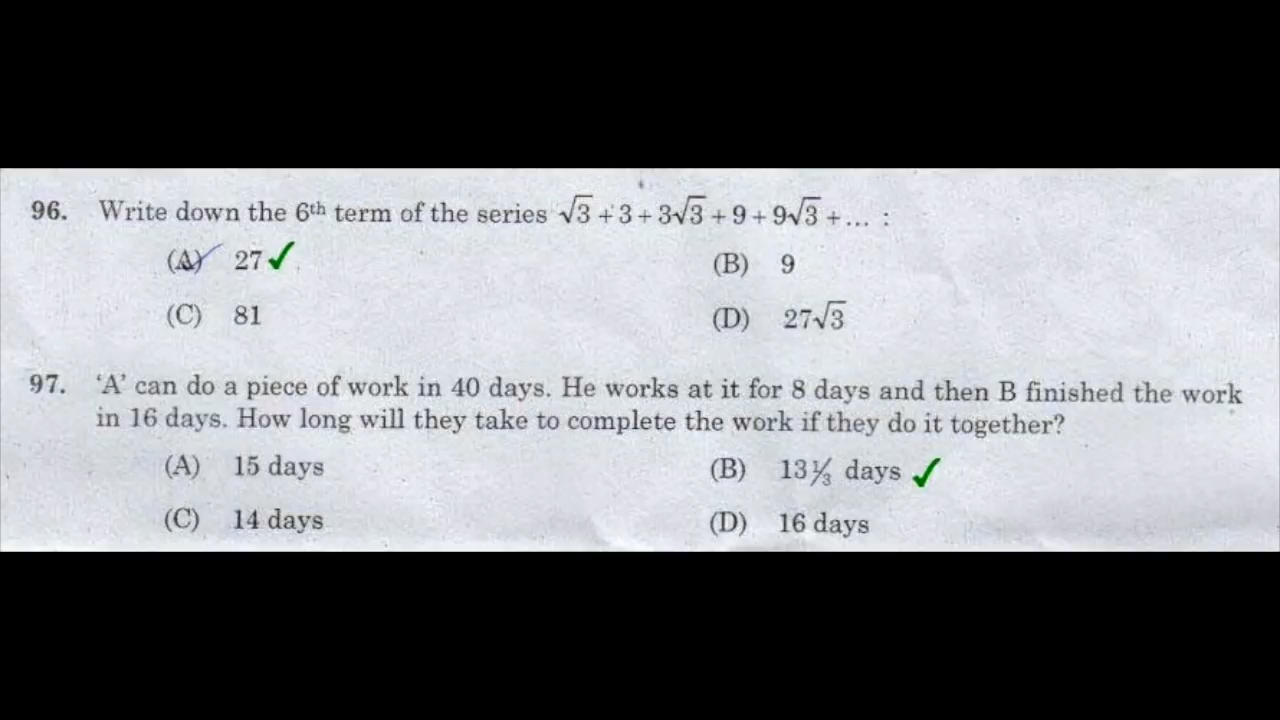 96. Write down the 6th term of the series √3 + 3 + 3√3 + 9 + 9√3 + ... :
(A) 27 ✓ (B) 9
(C) 81 (D) 27√3
97. ‘A’ can do a piece of work in 40 days. He works at it for 8 days and then B finished the work
in 16 days. How long will they take to complete the work if they do it together?
(A) 15 days (B) 13⅓ days ✓
(C) 14 days (D) 16 days